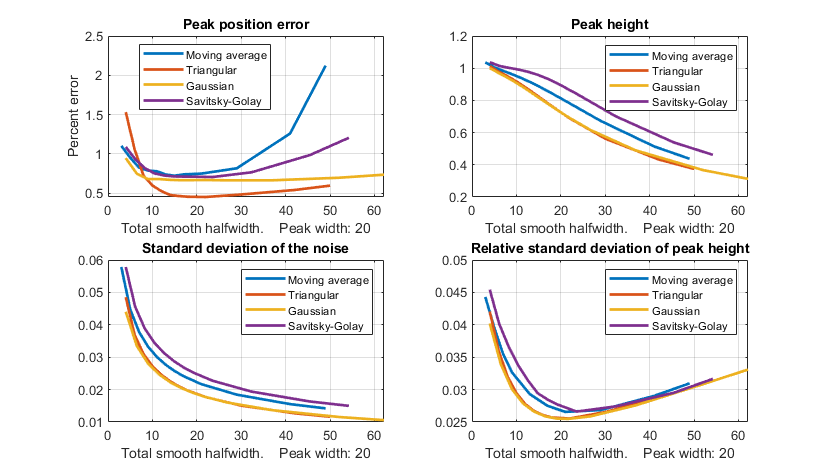 Peak position error
2.5
2
1.5
1
0.5
Percent error
Moving average
Triangular
Gaussian
Savitsky-Golay
0 10 20 30 40 50 60
Total smooth halfwidth. Peak width: 20
Peak height
1.2
1
0.8
0.6
0.4
0.2
Moving average
Triangular
Gaussian
Savitsky-Golay
0 10 20 30 40 50 60
Total smooth halfwidth. Peak width: 20
Standard deviation of the noise
0.06
0.05
0.04
0.03
0.02
0.01
Moving average
Triangular
Gaussian
Savitsky-Golay
0 10 20 30 40 50 60
Total smooth halfwidth. Peak width: 20
Relative standard deviation of peak height
0.05
0.045
0.04
0.035
0.03
0.025
Moving average
Triangular
Gaussian
Savitsky-Golay
0 10 20 30 40 50 60
Total smooth halfwidth. Peak width: 20